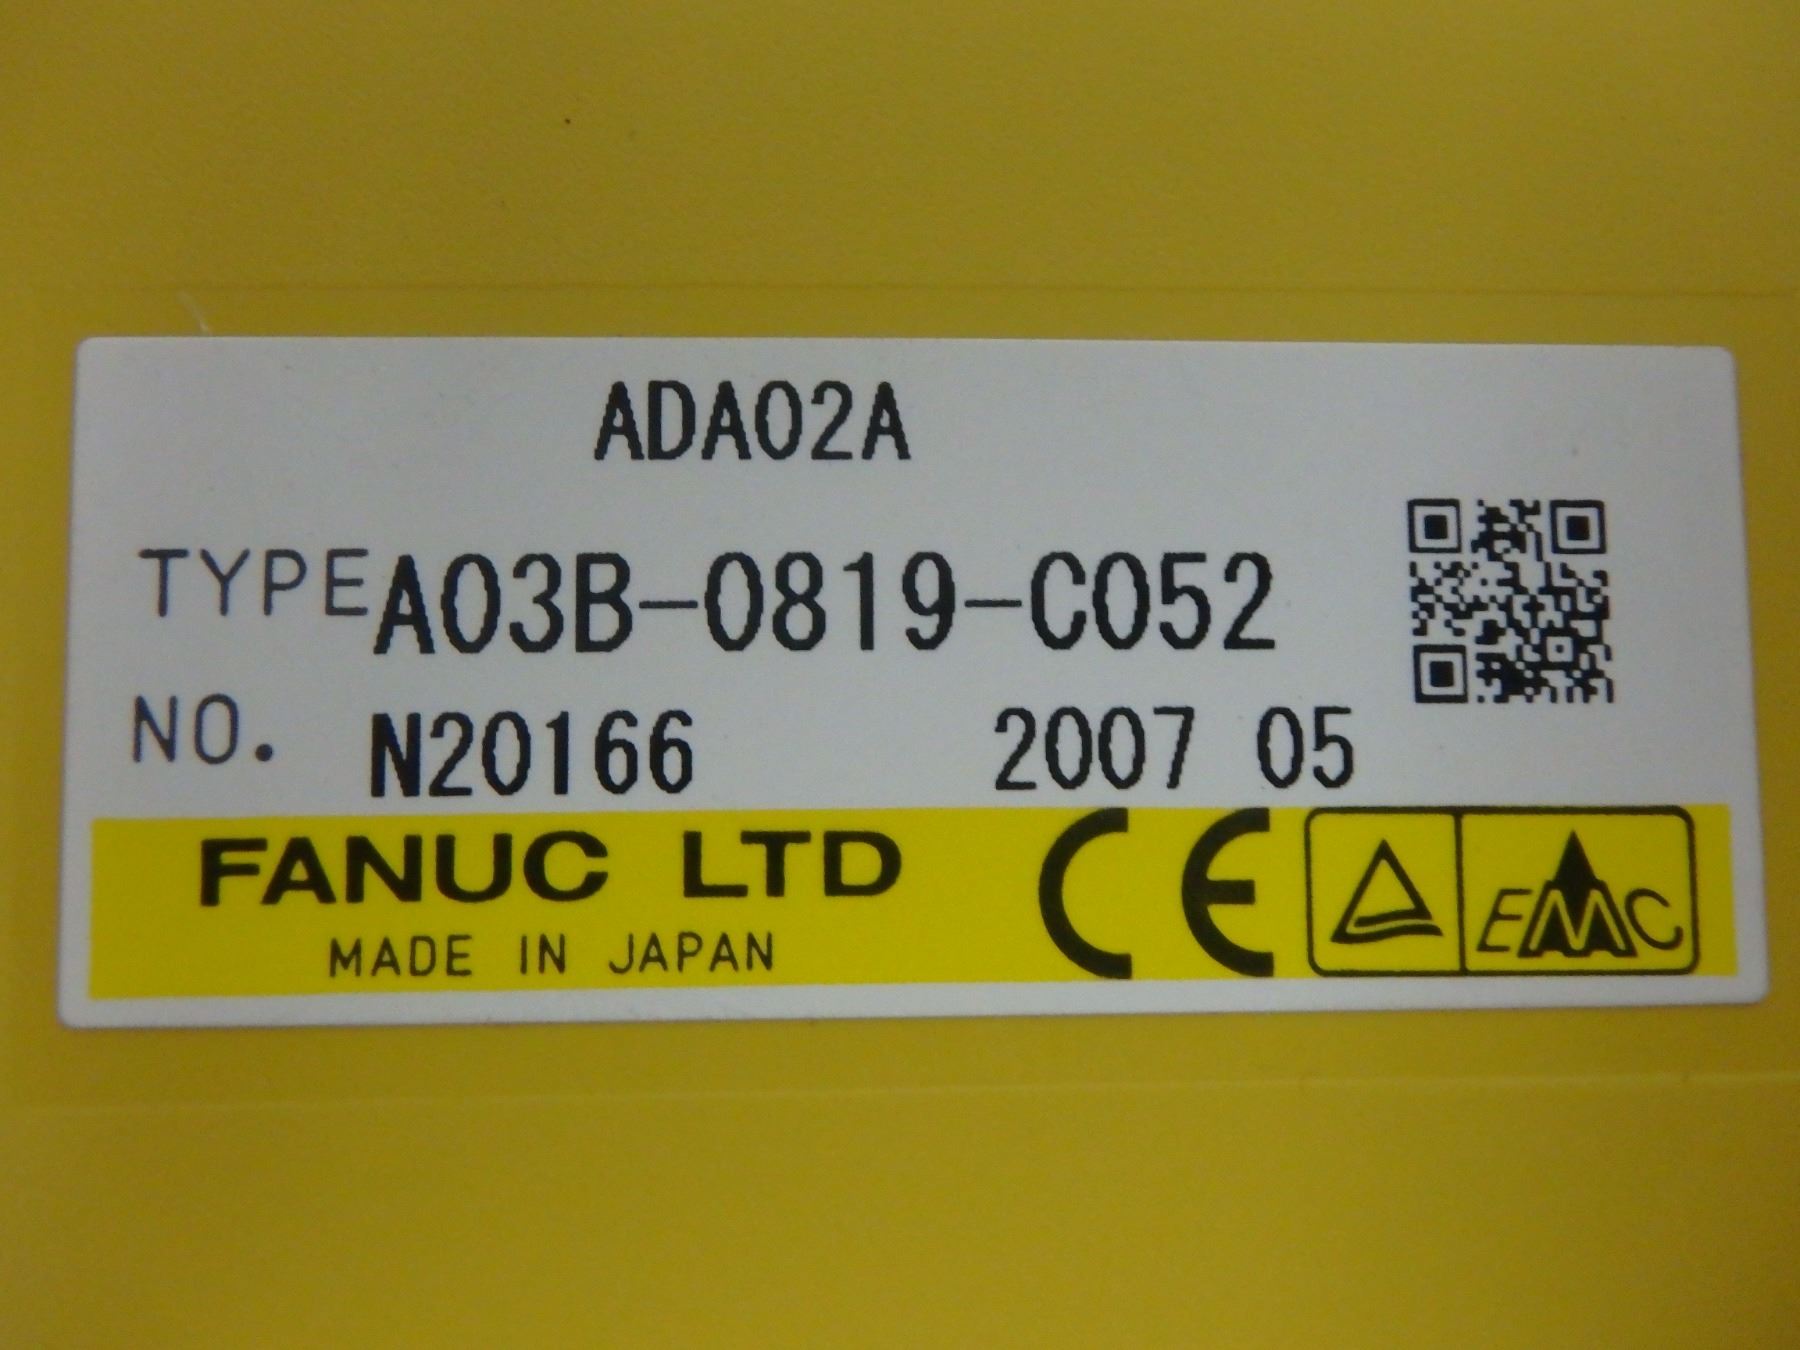 ADA02A
TYPE A03B-0819-C052
NO. N20166 2007 05
FANUC LTD CE EMC
MADE IN JAPAN